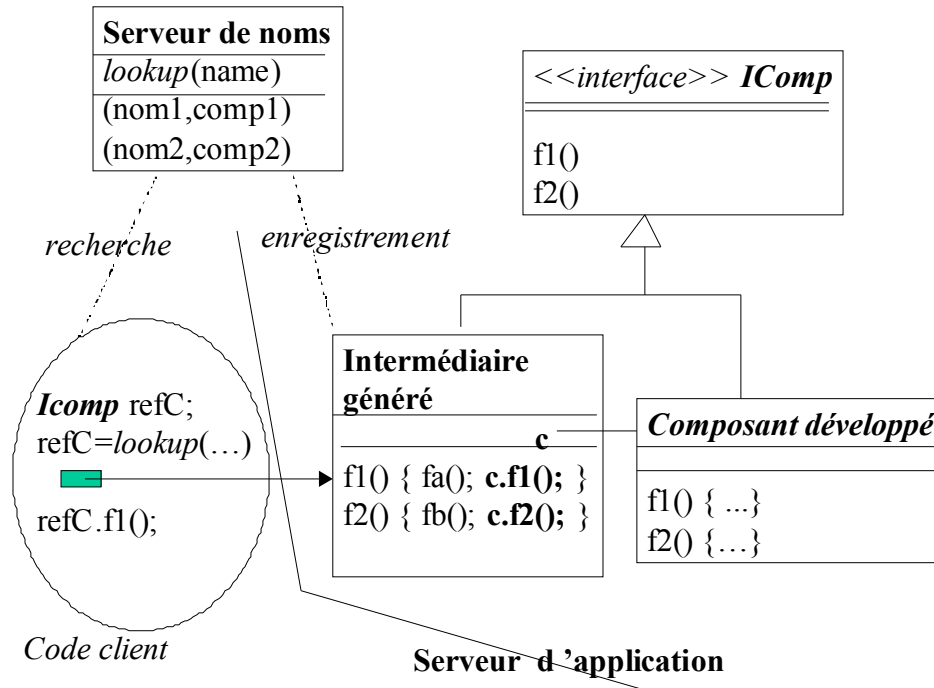 Serveur de noms
lookup(name)
(nom1,comp1)
(nom2,comp2)
<<interface>> IComp
f1()
f2()
recherche
enregistrement
Icomp refC;
refC=lookup(…)
refC.f1();
Code client
Intermédiaire
généré
c
f1() { fa(); c.f1(); }
f2() { fb(); c.f2(); }
Composant développé
f1() { ...}
f2() {…}
Serveur d ’application